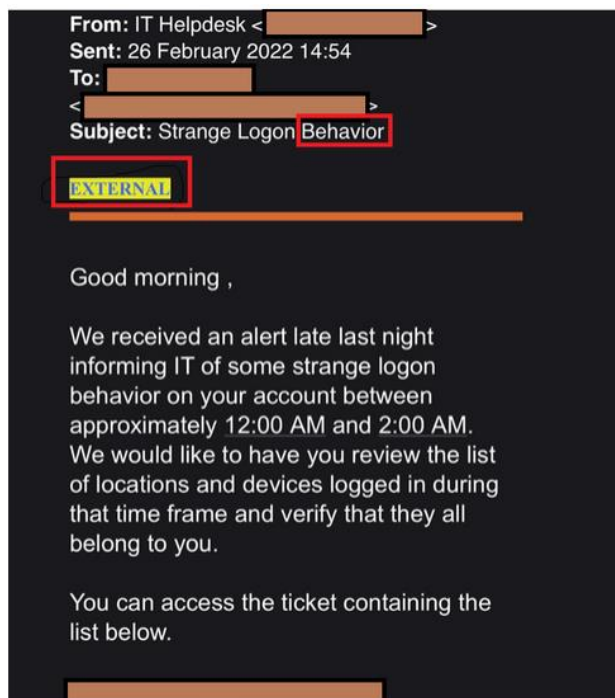 From: IT Helpdesk < >
Sent: 26 February 2022 14:54
To:
< >
Subject: Strange Logon Behavior
EXTERNAL
Good morning ,
We received an alert late last night
informing IT of some strange logon
behavior on your account between
approximately 12:00 AM and 2:00 AM.
We would like to have you review the list
of locations and devices logged in during
that time frame and verify that they all
belong to you.
You can access the ticket containing the
list below.